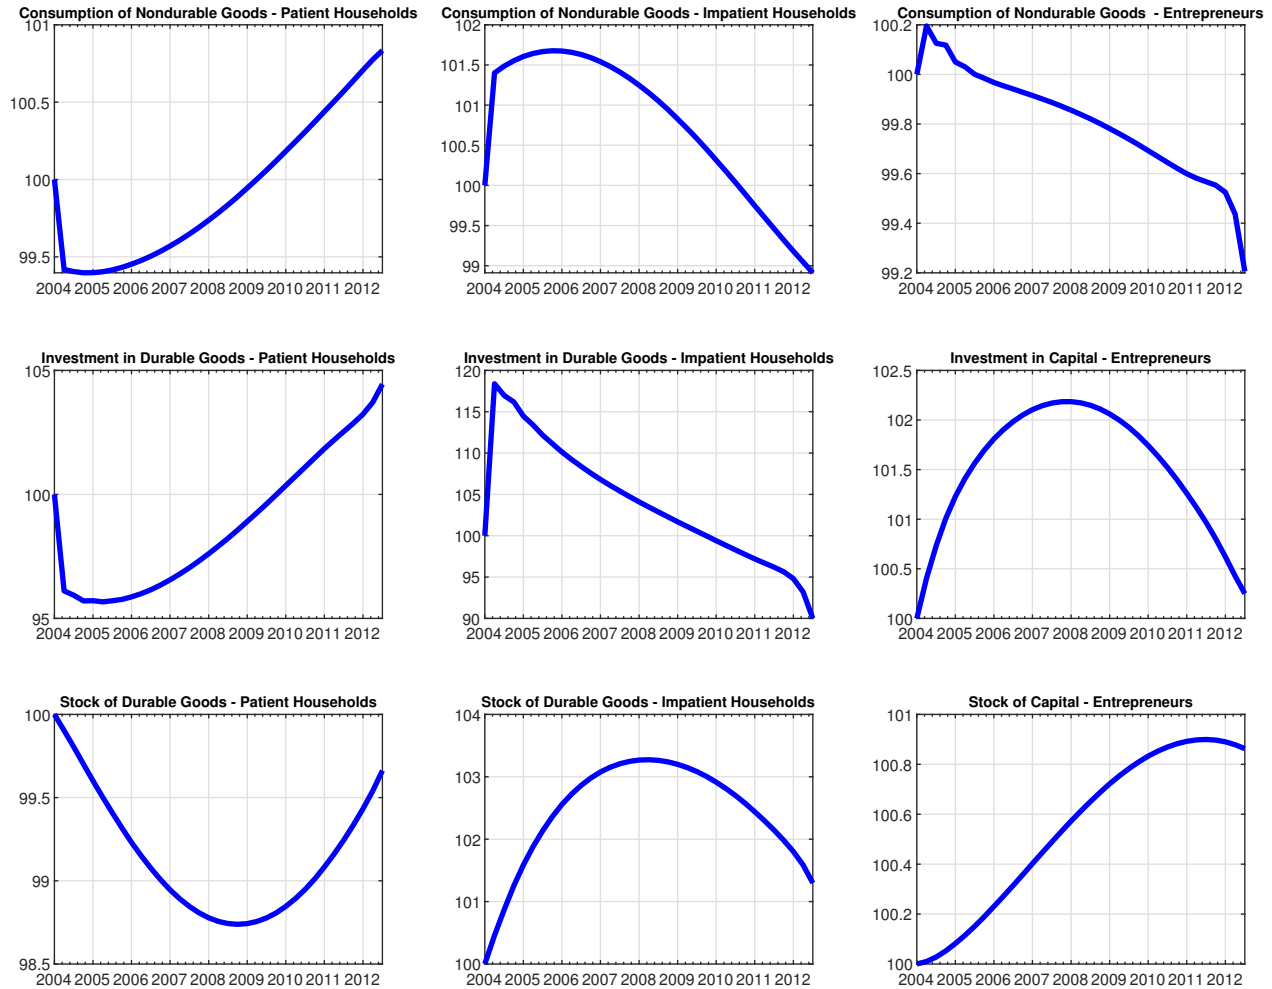 Consumption of Nondurable Goods - Patient Households
101
100.5
100
99.5
2004 2005 2006 2007 2008 2009 2010 2011 2012
Consumption of Nondurable Goods - Impatient Households
102
101.5
101
100.5
100
99.5
99
2004 2005 2006 2007 2008 2009 2010 2011 2012
Consumption of Nondurable Goods - Entrepreneurs
100.2
100
99.8
99.6
99.4
99.2
2004 2005 2006 2007 2008 2009 2010 2011 2012
Investment in Durable Goods - Patient Households
105
100
95
2004 2005 2006 2007 2008 2009 2010 2011 2012
Investment in Durable Goods - Impatient Households
120
115
110
105
100
95
90
2004 2005 2006 2007 2008 2009 2010 2011 2012
Investment in Capital - Entrepreneurs
102.5
102
101.5
101
100.5
100
2004 2005 2006 2007 2008 2009 2010 2011 2012
Stock of Durable Goods - Patient Households
100
99.5
99
98.5
2004 2005 2006 2007 2008 2009 2010 2011 2012
Stock of Durable Goods - Impatient Households
104
103
102
101
100
2004 2005 2006 2007 2008 2009 2010 2011 2012
Stock of Capital - Entrepreneurs
101
100.8
100.6
100.4
100.2
100
2004 2005 2006 2007 2008 2009 2010 2011 2012